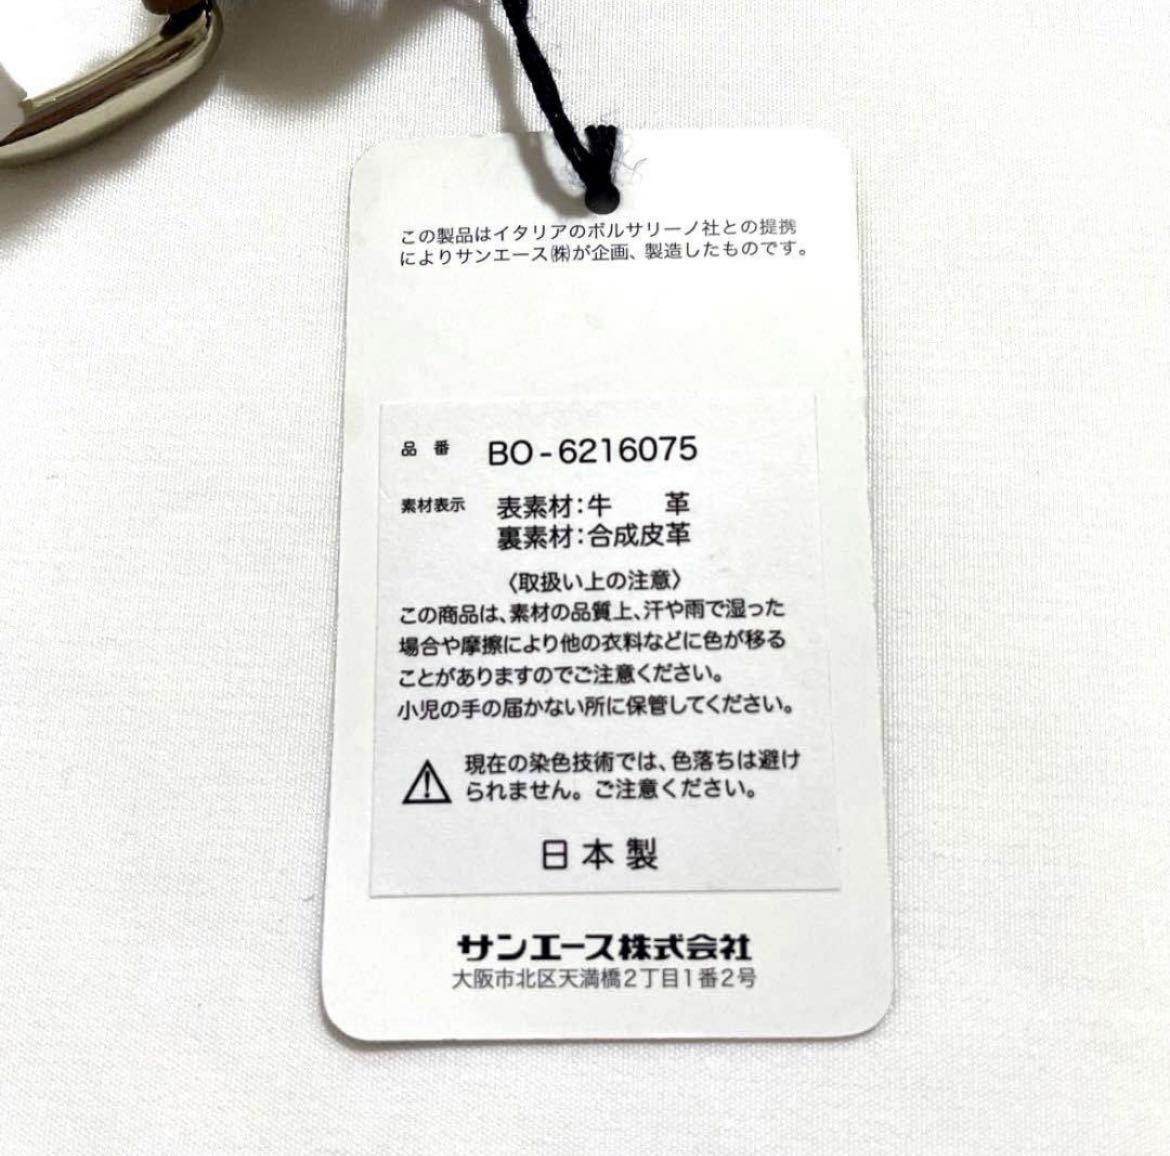 この製品はイタリアのボルサリーノ社との提携
によりサンエース㈱が企画、製造したものです。
品番 BO-6216075
素材表示 表素材：牛　　革
裏素材：合成皮革
〈取扱い上の注意〉
この商品は、素材の品質上、汗や雨で湿った
場合や摩擦により他の衣料などに色が移る
ことがありますのでご注意ください。
小児の手の届かない所に保管してください。
現在の染色技術では、色落ちは避け
られません。ご注意ください。
日本製
サンエース株式会社
大阪市北区天満橋2丁目1番2号